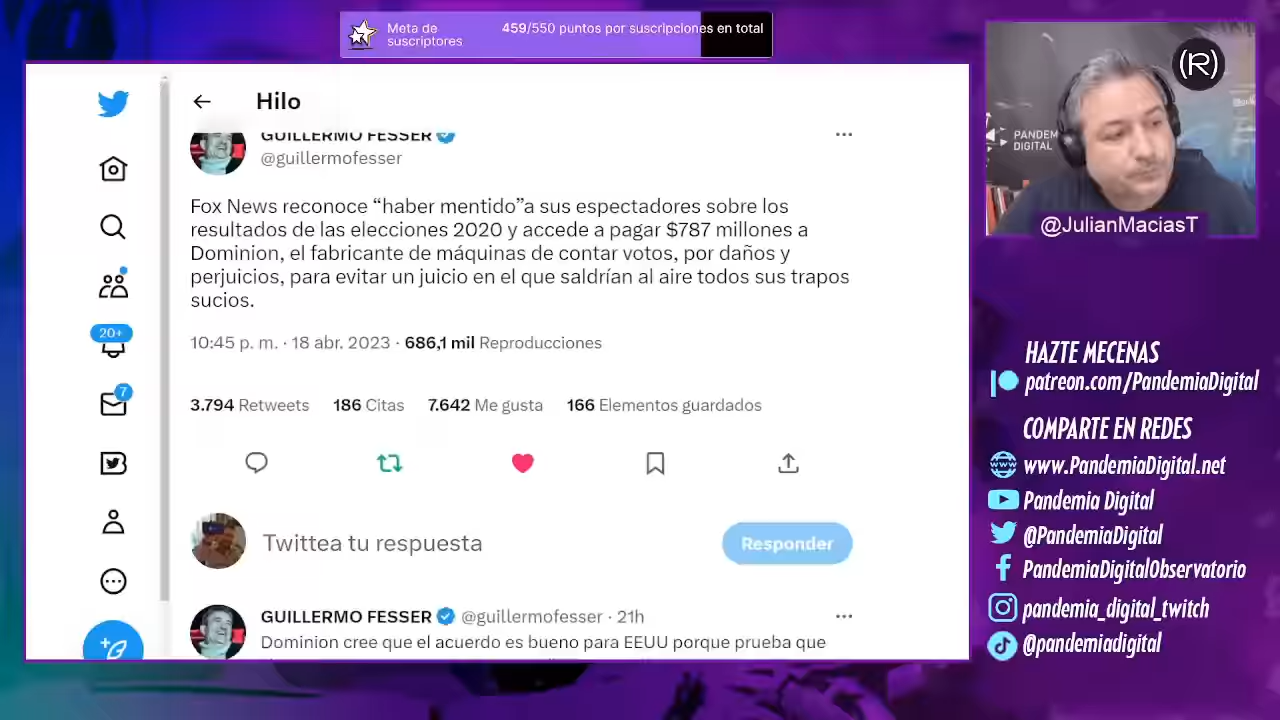 Meta de
suscriptores
459/550 puntos por suscripciones en total
Hilo
GUILLERMO FESSER
@guillermofesser
Fox News reconoce “haber mentido”a sus espectadores sobre los
resultados de las elecciones 2020 y accede a pagar $787 millones a
Dominion, el fabricante de máquinas de contar votos, por daños y
perjuicios, para evitar un juicio en el que saldrían al aire todos sus trapos
sucios.
10:45 p. m. · 18 abr. 2023 · 686,1 mil Reproducciones
3.794 Retweets 186 Citas 7.642 Me gusta 166 Elementos guardados
Twittea tu respuesta
Responder
GUILLERMO FESSER @guillermofesser · 21h
Dominion cree que el acuerdo es bueno para EEUU porque prueba que
20+
7
(R)
PANDEM
DIGITAL
@JulianMaciasT
HAZTE MECENAS
patreon.com/PandemiaDigital
COMPARTE EN REDES
www
www.PandemiaDigital.net
Pandemia Digital
@PandemiaDigital
PandemiaDigitalObservatorio
pandemia_digital_twitch
@pandemiadigital